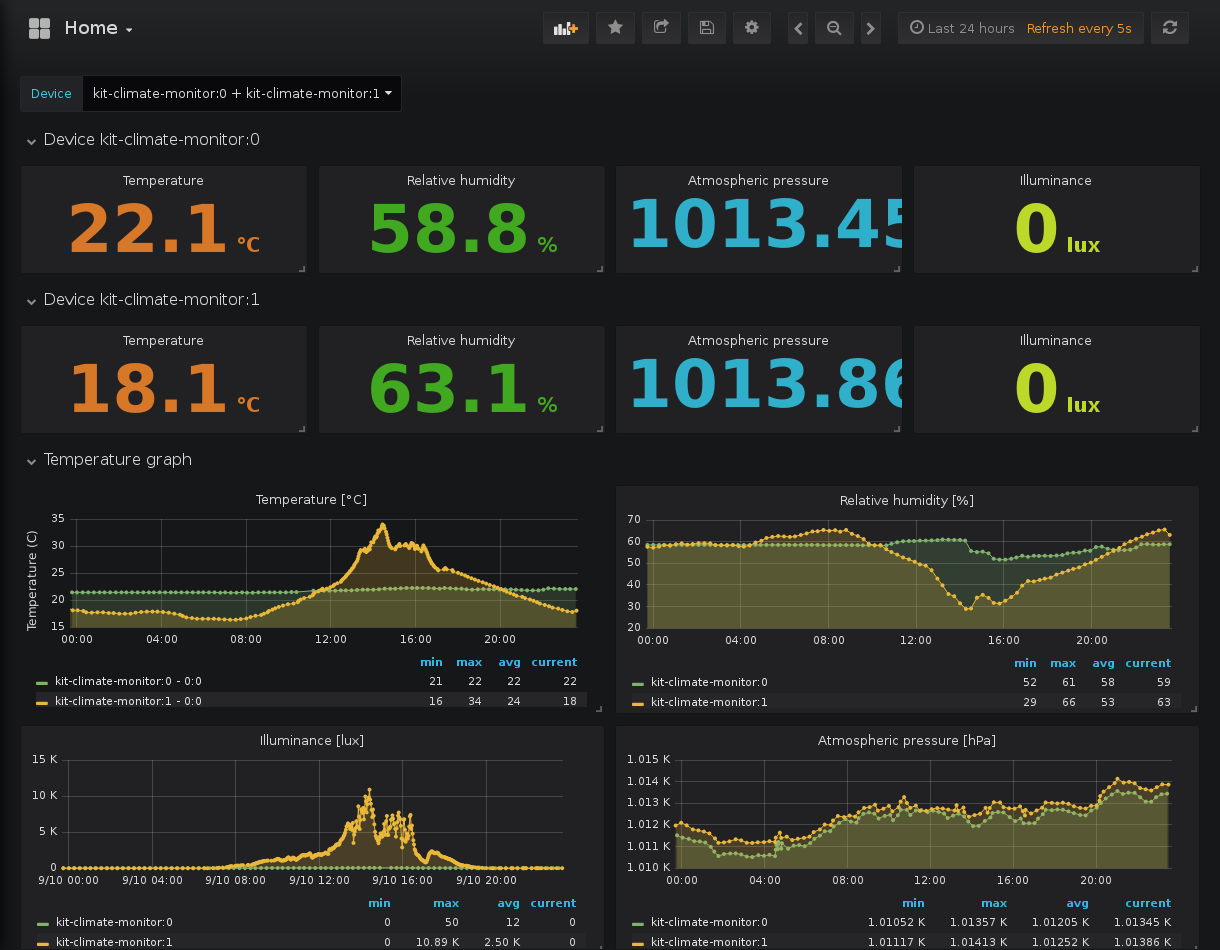 Home
Last 24 hours Refresh every 5s
Device kit-climate-monitor:0 + kit-climate-monitor:1
Device kit-climate-monitor:0
Temperature Relative humidity Atmospheric pressure Illuminance
22.1 °C 58.8 % 1013.45 0 lux
Device kit-climate-monitor:1
Temperature Relative humidity Atmospheric pressure Illuminance
18.1 °C 63.1 % 1013.86 0 lux
Temperature graph
Temperature [°C]
Temperature (C)
35
30
25
20
15
00:00 04:00 08:00 12:00 16:00 20:00
min max avg current
kit-climate-monitor:0 - 0:0 21 22 22 22
kit-climate-monitor:1 - 0:0 16 34 24 18
Relative humidity [%]
70
60
50
40
30
20
00:00 04:00 08:00 12:00 16:00 20:00
min max avg current
kit-climate-monitor:0 52 61 58 59
kit-climate-monitor:1 29 66 53 63
Illuminance [lux]
15 K
10 K
5 K
0
9/10 00:00 9/10 04:00 9/10 08:00 9/10 12:00 9/10 16:00 9/10 20:00
min max avg current
kit-climate-monitor:0 0 50 12 0
kit-climate-monitor:1 0 10.89 K 2.50 K 0
Atmospheric pressure [hPa]
1.015 K
1.014 K
1.013 K
1.012 K
1.011 K
1.010 K
00:00 04:00 08:00 12:00 16:00 20:00
min max avg current
kit-climate-monitor:0 1.01052 K 1.01357 K 1.01205 K 1.01345 K
kit-climate-monitor:1 1.01117 K 1.01413 K 1.01252 K 1.01386 K